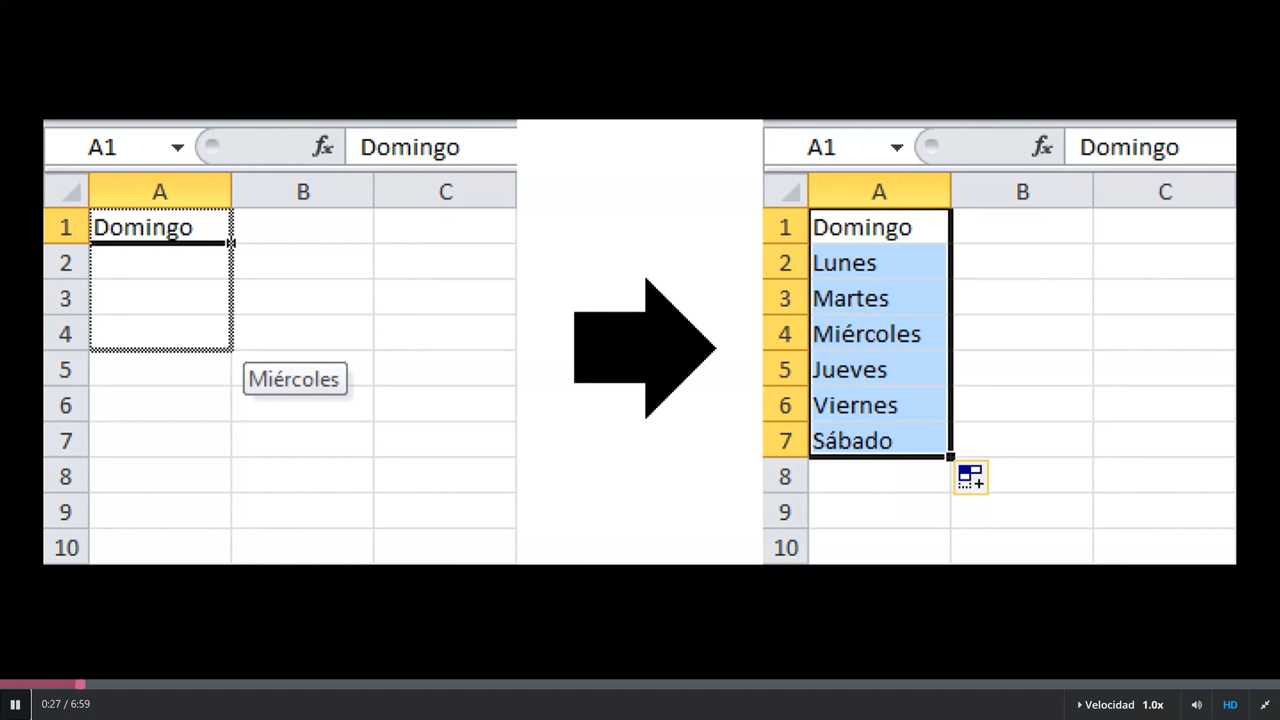 A1 fx Domingo
A B C
1 Domingo
2
3
4
5 Miércoles
6
7
8
9
10
A1 fx Domingo
A B C
1 Domingo
2 Lunes
3 Martes
4 Miércoles
5 Jueves
6 Viernes
7 Sábado
8
9
10
0:27 / 6:59 Velocidad 1.0x HD